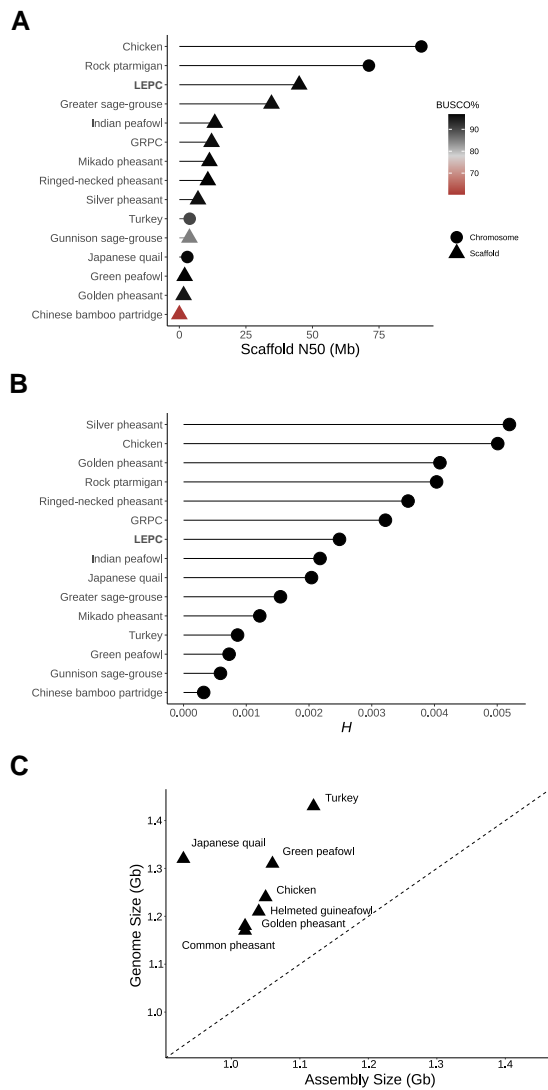 A
Chicken
Rock ptarmigan
LEPC
Greater sage-grouse
Indian peafowl
GRPC
Mikado pheasant
Ringed-necked pheasant
Silver pheasant
Turkey
Gunnison sage-grouse
Japanese quail
Green peafowl
Golden pheasant
Chinese bamboo partridge
0
25
50
75
Scaffold N50 (Mb)
BUSCO%
90
80
70
Chromosome
Scaffold
B
Silver pheasant
Chicken
Golden pheasant
Rock ptarmigan
Ringed-necked pheasant
GRPC
LEPC
Indian peafowl
Japanese quail
Greater sage-grouse
Mikado pheasant
Turkey
Green peafowl
Gunnison sage-grouse
Chinese bamboo partridge
0.000
0.001
0.002
0.003
0.004
0.005
H
C
Turkey
Japanese quail
Green peafowl
Chicken
Helmeted guineafowl
Golden pheasant
Common pheasant
1.4
1.3
1.2
1.1
1.0
Genome Size (Gb)
1.0
1.1
1.2
1.3
1.4
Assembly Size (Gb)